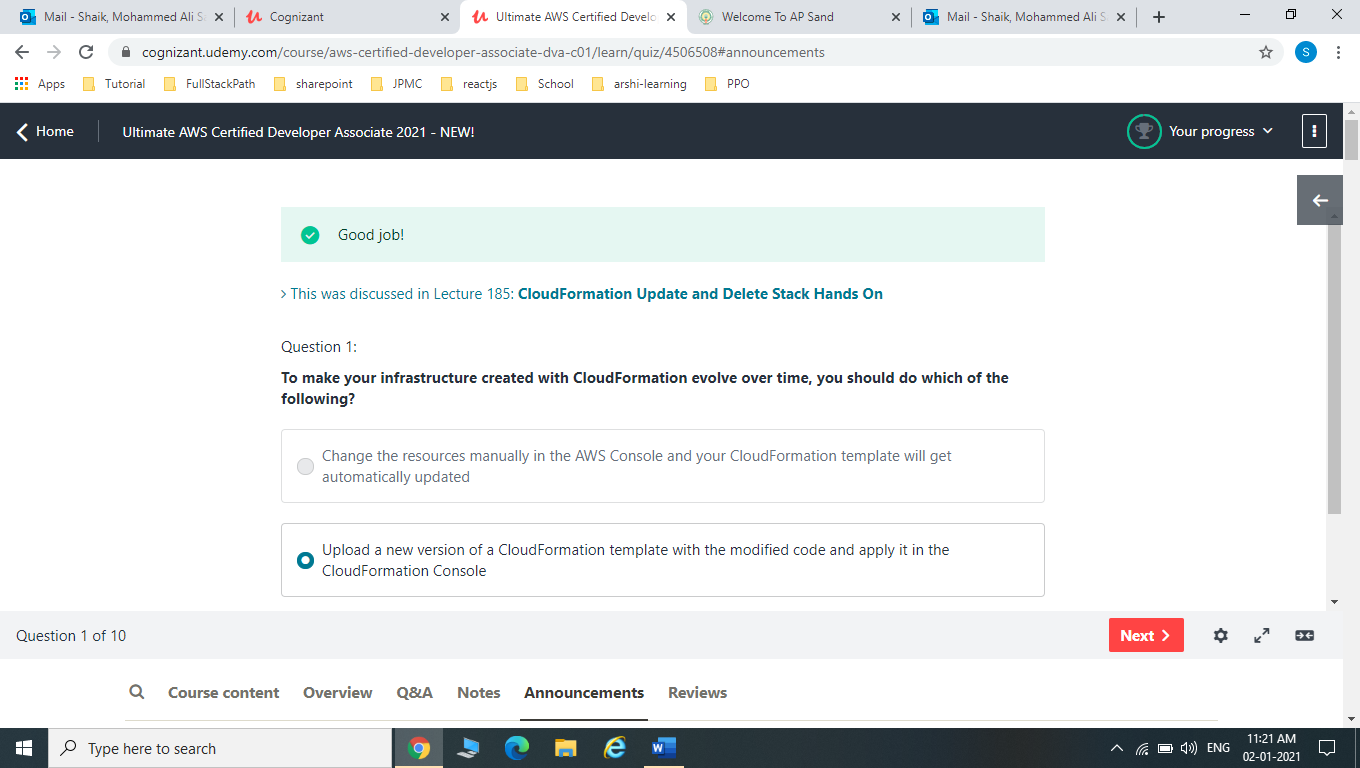 Mail - Shaik, Mohammed Ali S
Cognizant
Ultimate AWS Certified Develo
Welcome To AP Sand
Mail - Shaik, Mohammed Ali S
cognizant.udemy.com/course/aws-certified-developer-associate-dva-c01/learn/quiz/4506508#announcements
S
Apps
Tutorial
FullStackPath
sharepoint
JPMC
reactjs
School
arshi-learning
PPO
Home
Ultimate AWS Certified Developer Associate 2021 - NEW!
Your progress
Good job!
> This was discussed in Lecture 185: CloudFormation Update and Delete Stack Hands On
Question 1:
To make your infrastructure created with CloudFormation evolve over time, you should do which of the
following?
Change the resources manually in the AWS Console and your CloudFormation template will get
automatically updated
Upload a new version of a CloudFormation template with the modified code and apply it in the
CloudFormation Console
Question 1 of 10
Next >
Course content
Overview
Q&A
Notes
Announcements
Reviews
Type here to search
ENG
11:21 AM
02-01-2021